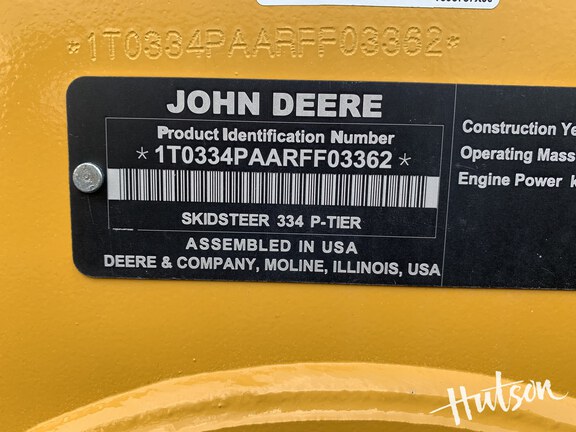 *1T0334PAARFF03362*
JOHN DEERE
Product Identification Number
*1T0334PAARFF03362*
SKIDSTEER 334 P-TIER
ASSEMBLED IN USA
DEERE & COMPANY, MOLINE, ILLINOIS, USA
Construction Ye
Operating Mass
Engine Power k
Hutson